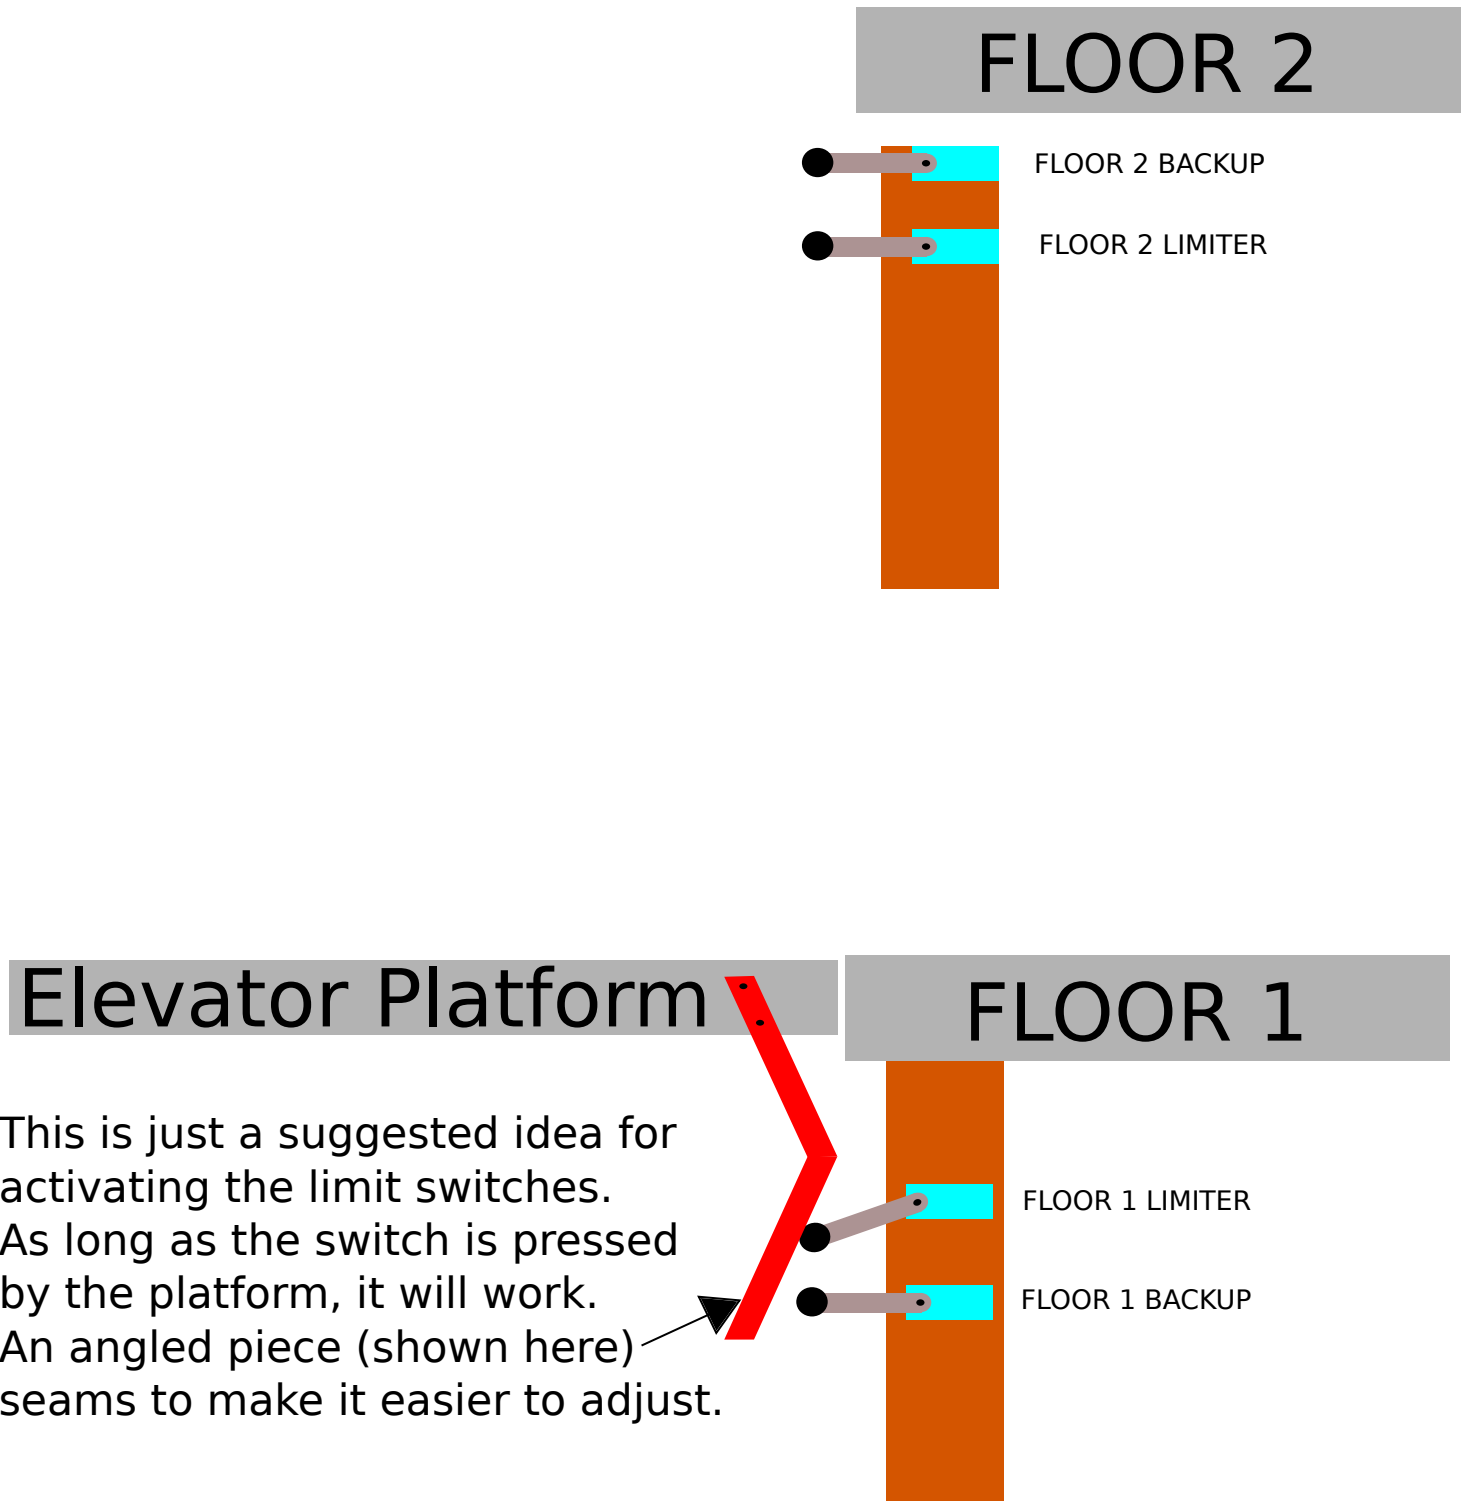 FLOOR 2
FLOOR 2 BACKUP
FLOOR 2 LIMITER
Elevator Platform
FLOOR 1
This is just a suggested idea for
activating the limit switches.
As long as the switch is pressed
by the platform, it will work.
An angled piece (shown here)
seams to make it easier to adjust.
FLOOR 1 LIMITER
FLOOR 1 BACKUP